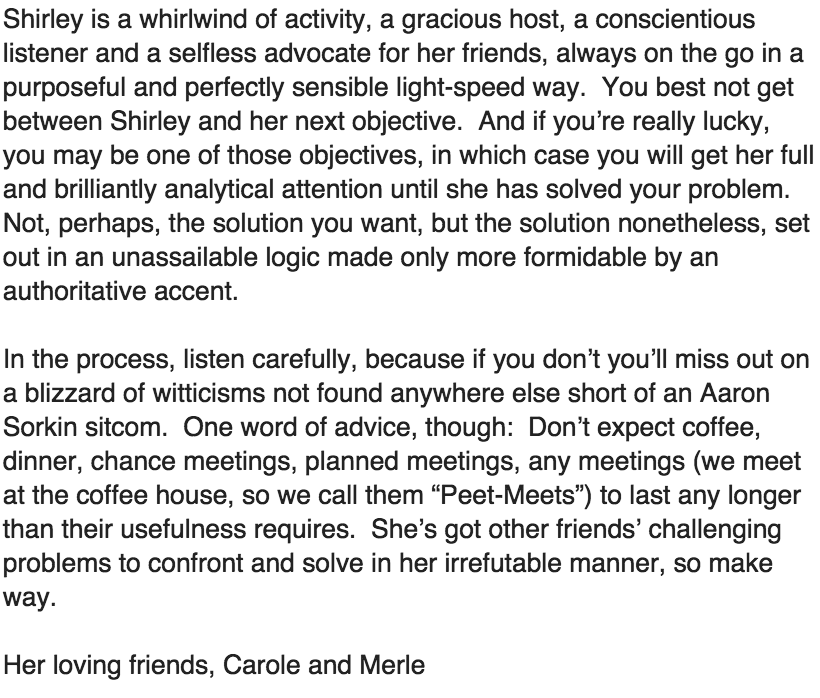 Shirley is a whirlwind of activity, a gracious host, a conscientious
listener and a selfless advocate for her friends, always on the go in a
purposeful and perfectly sensible light-speed way.  You best not get
between Shirley and her next objective.  And if you’re really lucky,
you may be one of those objectives, in which case you will get her full
and brilliantly analytical attention until she has solved your problem.
Not, perhaps, the solution you want, but the solution nonetheless, set
out in an unassailable logic made only more formidable by an
authoritative accent.

In the process, listen carefully, because if you don’t you’ll miss out on
a blizzard of witticisms not found anywhere else short of an Aaron
Sorkin sitcom.  One word of advice, though:  Don’t expect coffee,
dinner, chance meetings, planned meetings, any meetings (we meet
at the coffee house, so we call them “Peet-Meets”) to last any longer
than their usefulness requires.  She’s got other friends’ challenging
problems to confront and solve in her irrefutable manner, so make
way.

Her loving friends, Carole and Merle